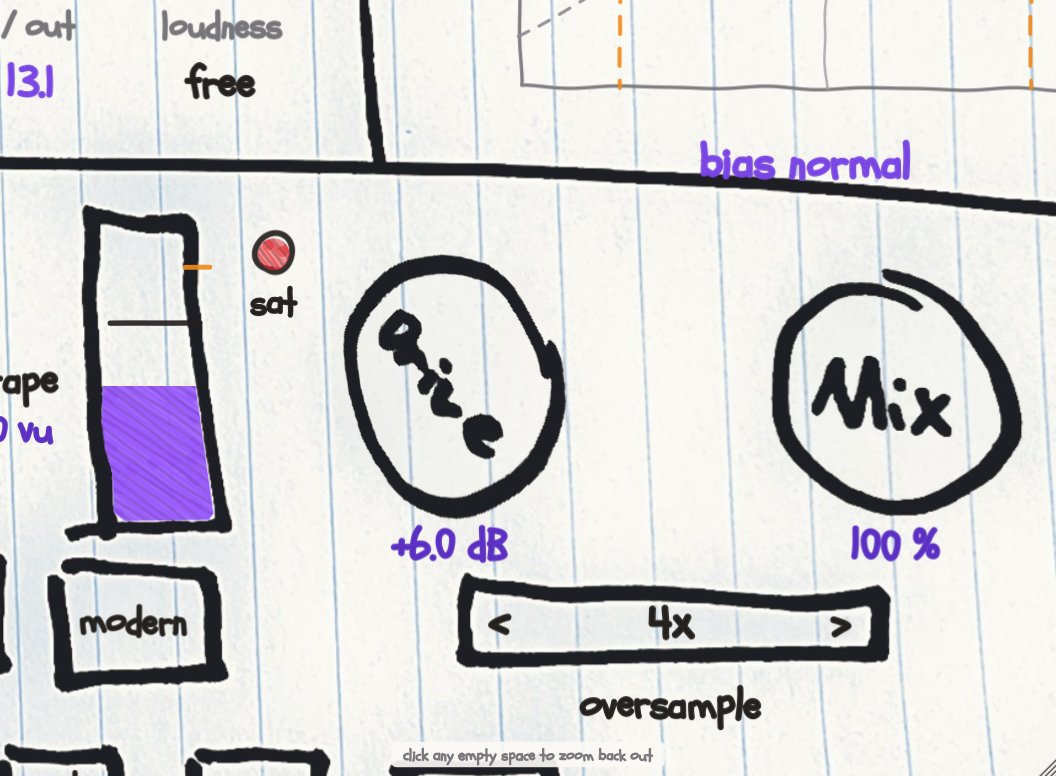 / out
loudness
13.1
free
bias normal
sat
Drive
Mix
ape
vu
+6.0 dB
100 %
modern
< 4x >
oversample
click any empty space to zoom back out